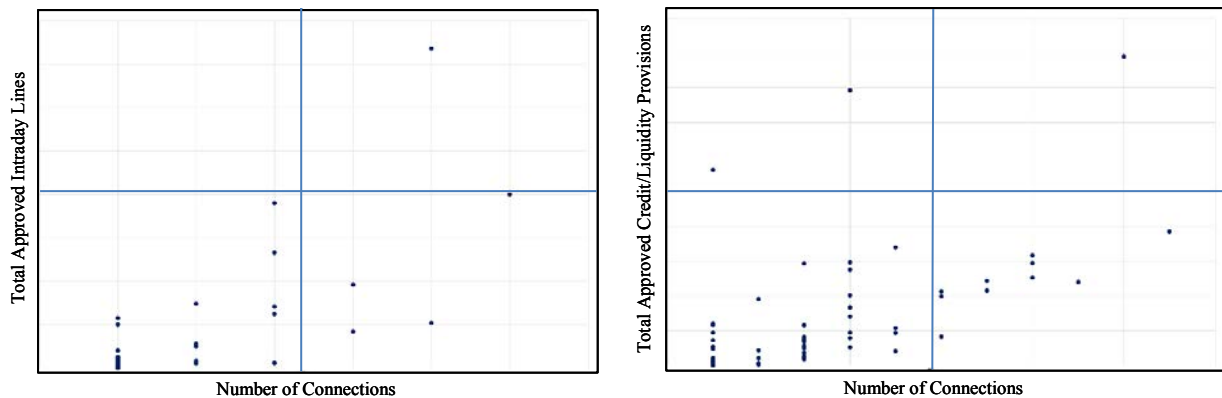 Total Approved Intraday Lines
Number of Connections
Total Approved Credit/Liquidity Provisions
Number of Connections